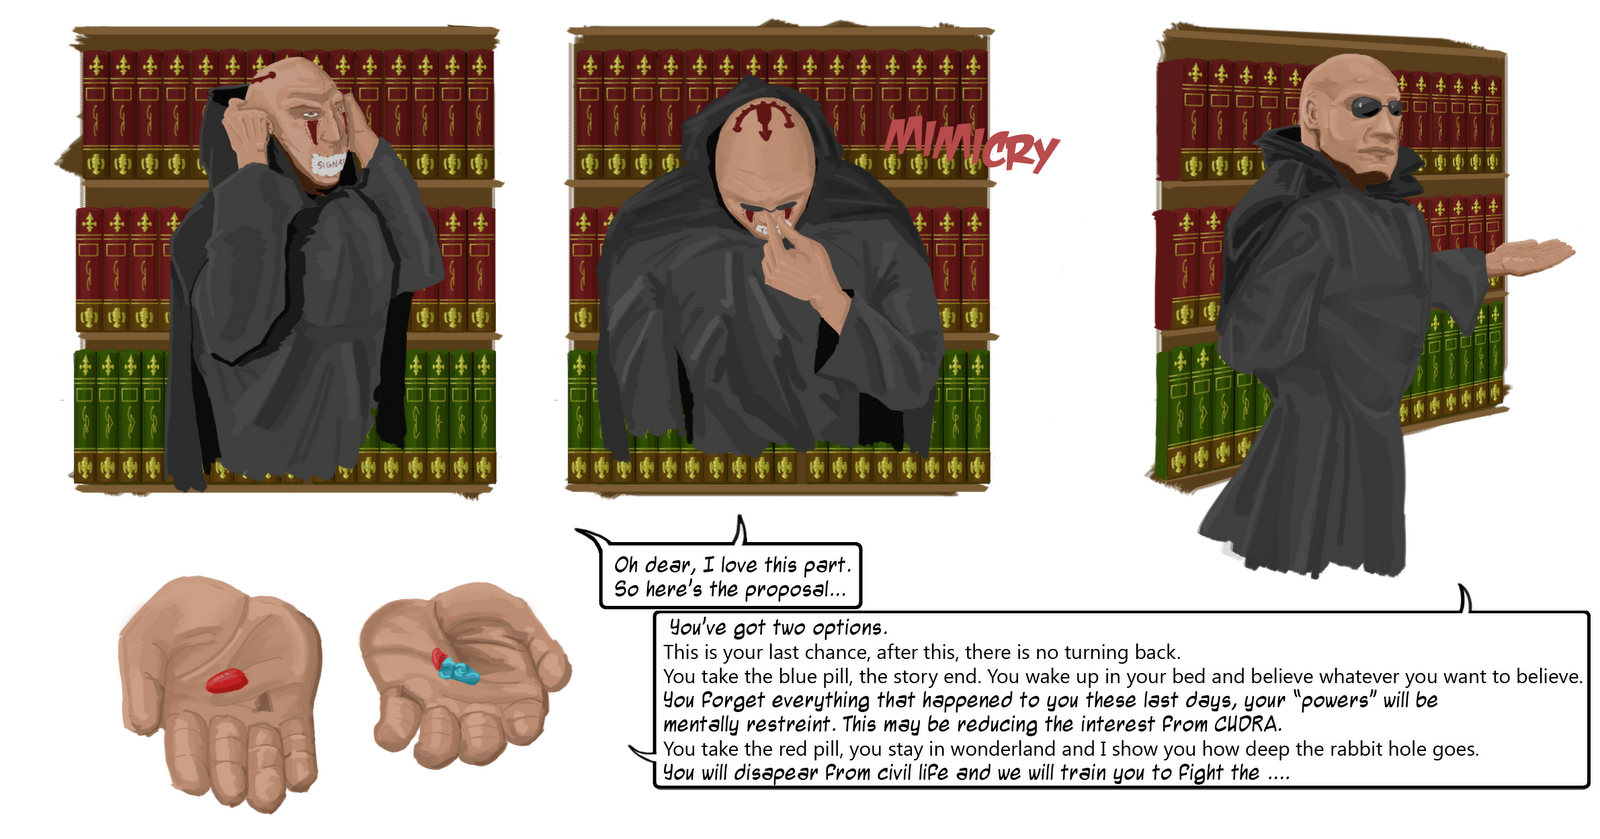 SIGNAL
MIMICRY
Oh dear, I love this part.
So here's the proposal...
You've got two options.
This is your last chance, after this, there is no turning back.
You take the blue pill, the story end. You wake up in your bed and believe whatever you want to believe.
You forget everything that happened to you these last days, your “powers” will be
mentally restreint. This may be reducing the interest from CUDRA.
You take the red pill, you stay in wonderland and I show you how deep the rabbit hole goes.
You will disapear from civil life and we will train you to fight the ....